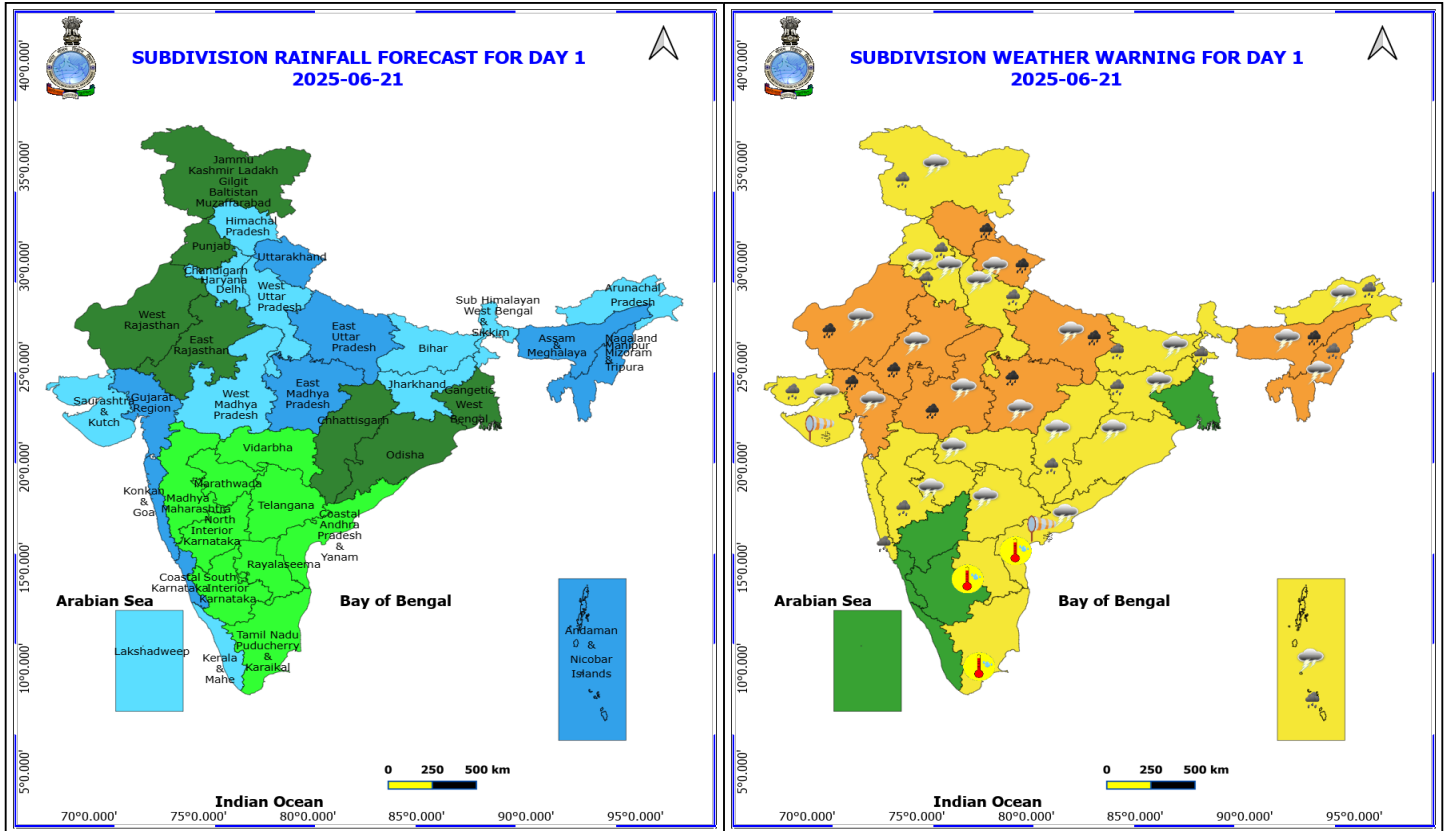 SUBDIVISION RAINFALL FORECAST FOR DAY 1
2025-06-21
40°0.000'
35°0.000'
30°0.000'
25°0.000'
20°0.000'
15°0.000'
10°0.000'
5°0.000'
Jammu
Kashmir Ladakh
Gilgit
Baltistan
Muzaffarabad
Himachal
Pradesh
Punjab
Uttarakhand
Chandigarh
Haryana
Delhi
West
Uttar
Pradesh
Arunachal
Pradesh
Sub Himalayan
West Bengal
&
Sikkim
West
Rajasthan
East
Rajasthan
East
Uttar
Pradesh
Bihar
Assam
&
Meghalaya
Nagaland
Manipur
Mizoram
&
Tripura
Saurashtra
&
Kutch
Gujarat
Region
West
Madhya
Pradesh
East
Madhya
Pradesh
Jharkhand
Gangetic
West
Bengal
Chhattisgarh
Odisha
Vidarbha
Konkan
&
Goa
Madhya
Maharashtra
Marathwada
Telangana
North
Interior
Karnataka
Coastal
Andhra
Pradesh
&
Yanam
Rayalaseema
Coastal
Karnataka
South
Interior
Karnataka
Arabian Sea
Bay of Bengal
Lakshadweep
Kerala
&
Mahe
Tamil Nadu
Puducherry
&
Karaikal
Andaman
&
Nicobar
Islands
0 250 500 km
Indian Ocean
70°0.000' 75°0.000' 80°0.000' 85°0.000' 90°0.000' 95°0.000'
SUBDIVISION WEATHER WARNING FOR DAY 1
2025-06-21
40°0.000'
35°0.000'
30°0.000'
25°0.000'
20°0.000'
15°0.000'
10°0.000'
5°0.000'
Arabian Sea
Bay of Bengal
0 250 500 km
Indian Ocean
70°0.000' 75°0.000' 80°0.000' 85°0.000' 90°0.000' 95°0.000'